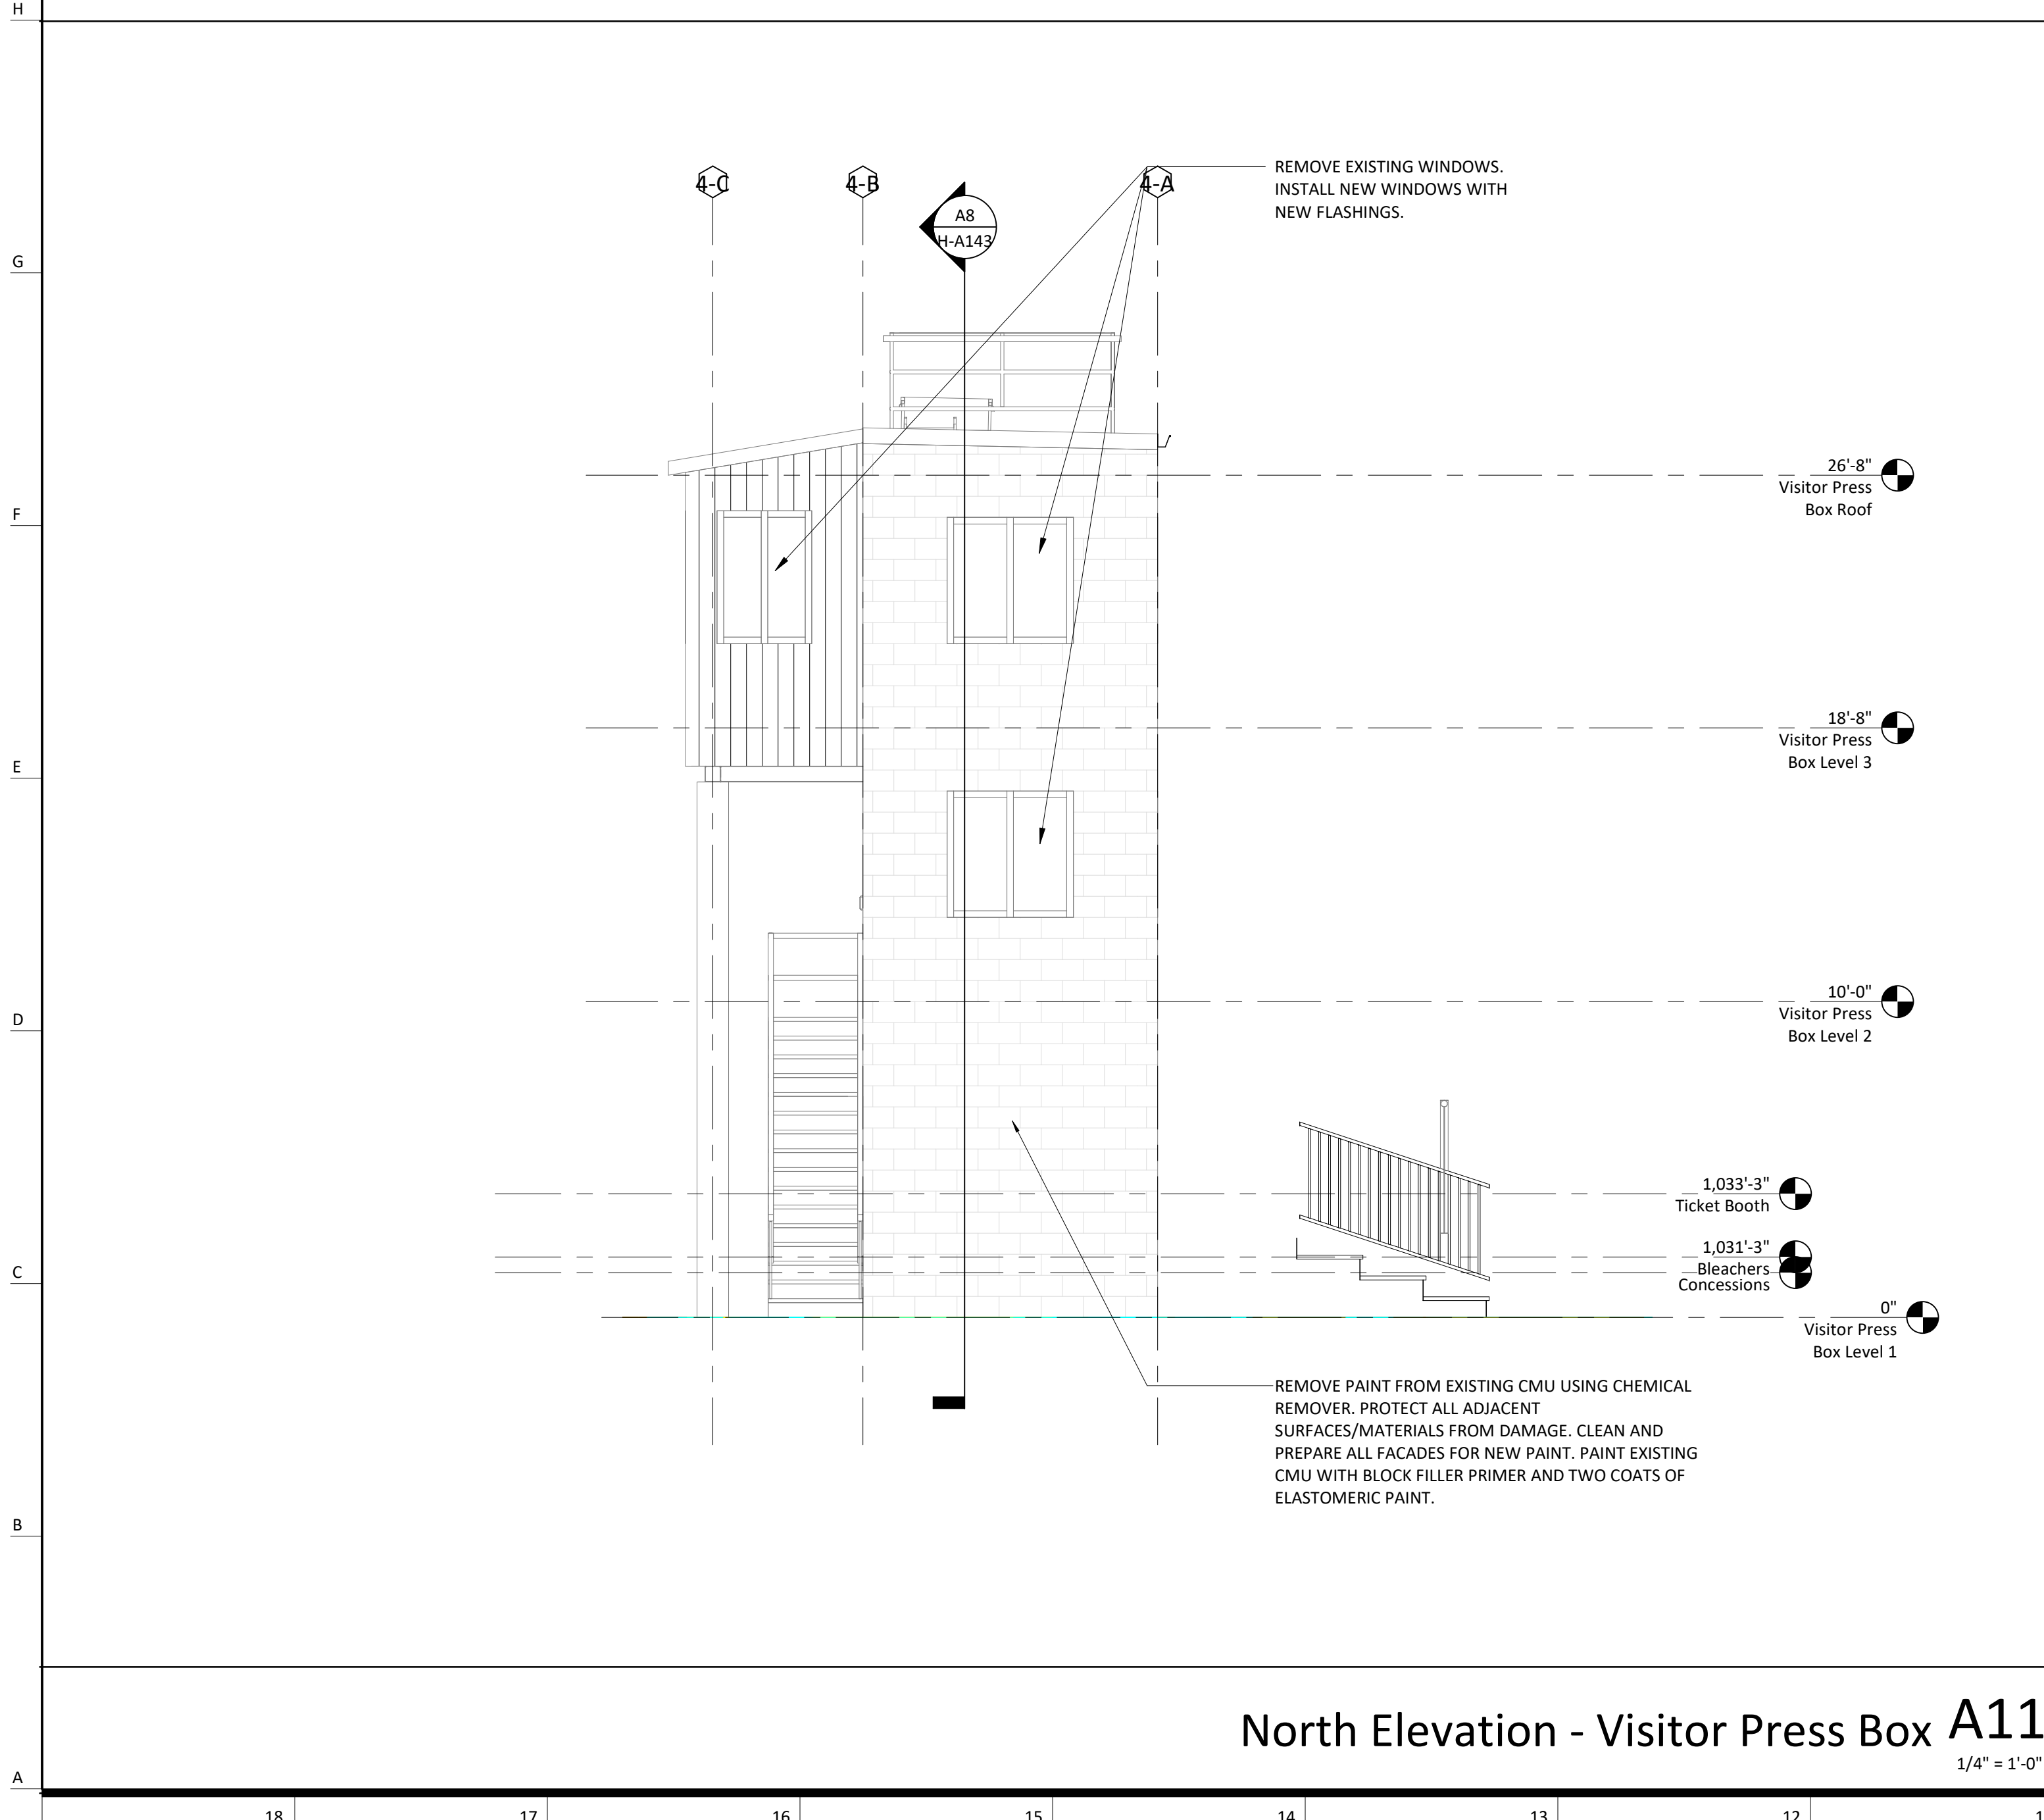 H
4-C
4-B
4-A
A8
H-A143
REMOVE EXISTING WINDOWS.
INSTALL NEW WINDOWS WITH
NEW FLASHINGS.
G
26'-8"
Visitor Press
Box Roof
F
18'-8"
Visitor Press
Box Level 3
E
10'-0"
Visitor Press
Box Level 2
D
1,033'-3"
Ticket Booth
1,031'-3"
Bleachers
Concessions
C
0"
Visitor Press
Box Level 1
REMOVE PAINT FROM EXISTING CMU USING CHEMICAL
REMOVER. PROTECT ALL ADJACENT
SURFACES/MATERIALS FROM DAMAGE. CLEAN AND
PREPARE ALL FACADES FOR NEW PAINT. PAINT EXISTING
CMU WITH BLOCK FILLER PRIMER AND TWO COATS OF
ELASTOMERIC PAINT.
B
North Elevation - Visitor Press Box A11
1/4" = 1'-0"
A
18 17 16 15 14 13 12